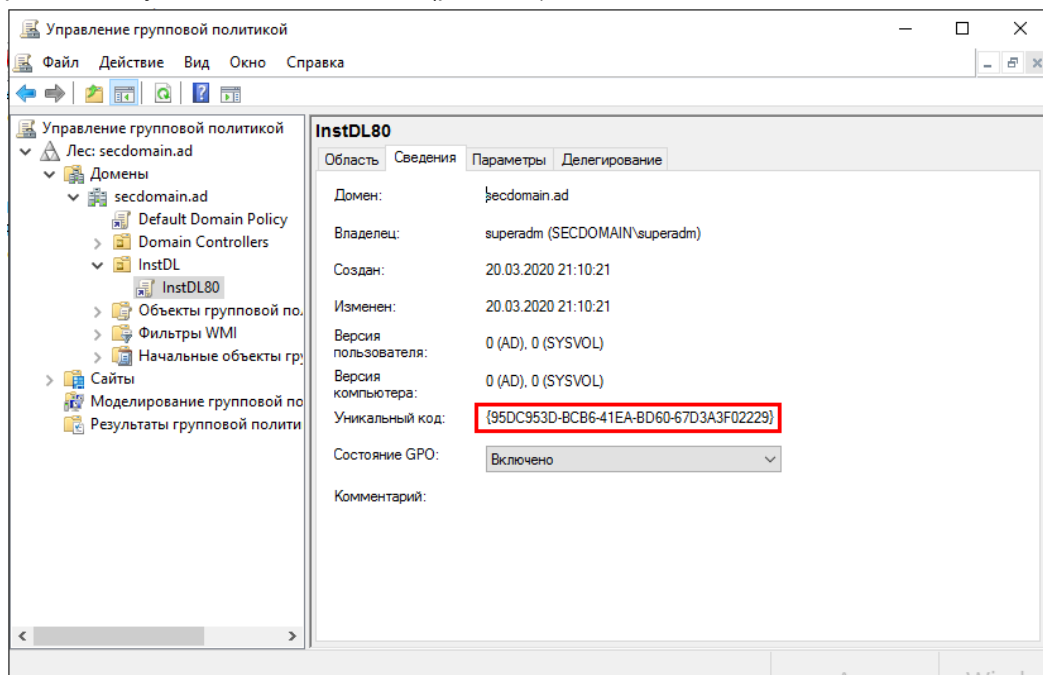 Управление групповой политикой
Файл Действие Вид Окно Справка
Управление групповой политикой
Лес: secdomain.ad
Домены
secdomain.ad
Default Domain Policy
Domain Controllers
InstDL
InstDL80
Объекты групповой по
Фильтры WMI
Начальные объекты гр
Сайты
Моделирование групповой по
Результаты групповой полити
InstDL80
Область Сведения Параметры Делегирование
Домен: secdomain.ad
Владелец: superadm (SECDOMAIN\superadm)
Создан: 20.03.2020 21:10:21
Изменен: 20.03.2020 21:10:21
Версия
пользователя: 0 (AD), 0 (SYSVOL)
Версия
компьютера: 0 (AD), 0 (SYSVOL)
Уникальный код: {95DC953D-BCB6-41EA-BD60-67D3A3F02229}
Состояние GPO: Включено
Комментарий: